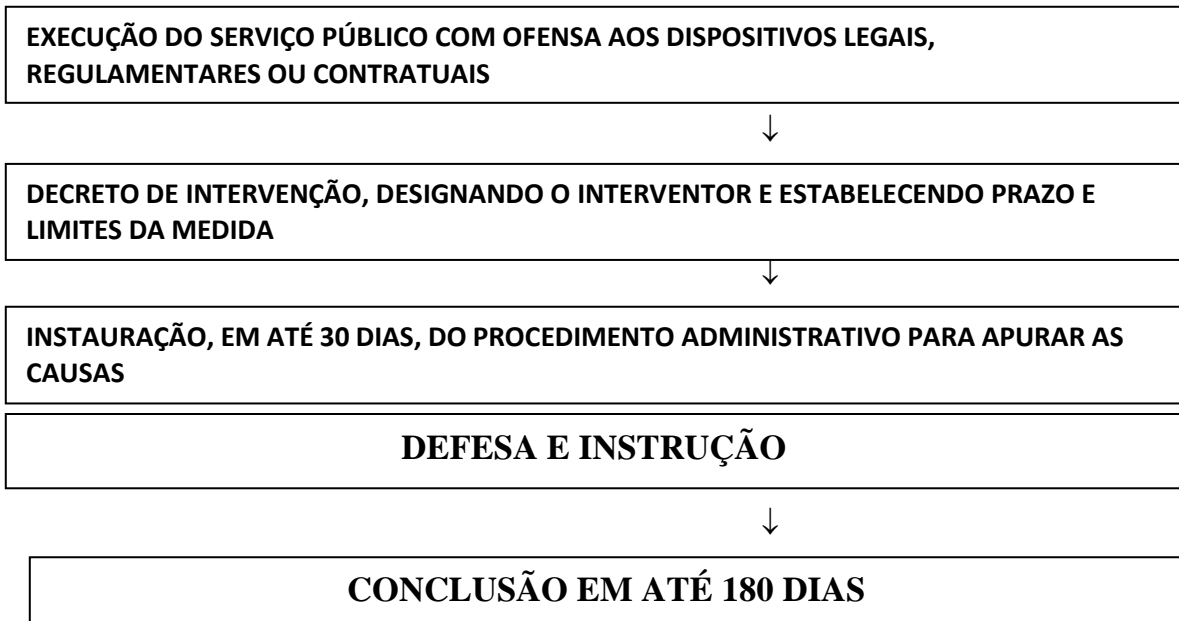 EXECUÇÃO DO SERVIÇO PÚBLICO COM OFENSA AOS DISPOSITIVOS LEGAIS,
REGULAMENTARES OU CONTRATUAIS
↓
DECRETO DE INTERVENÇÃO, DESIGNANDO O INTERVENTOR E ESTABELECENDO PRAZO E
LIMITES DA MEDIDA
↓
INSTAURAÇÃO, EM ATÉ 30 DIAS, DO PROCEDIMENTO ADMINISTRATIVO PARA APURAR AS
CAUSAS
DEFESA E INSTRUÇÃO
↓
CONCLUSÃO EM ATÉ 180 DIAS